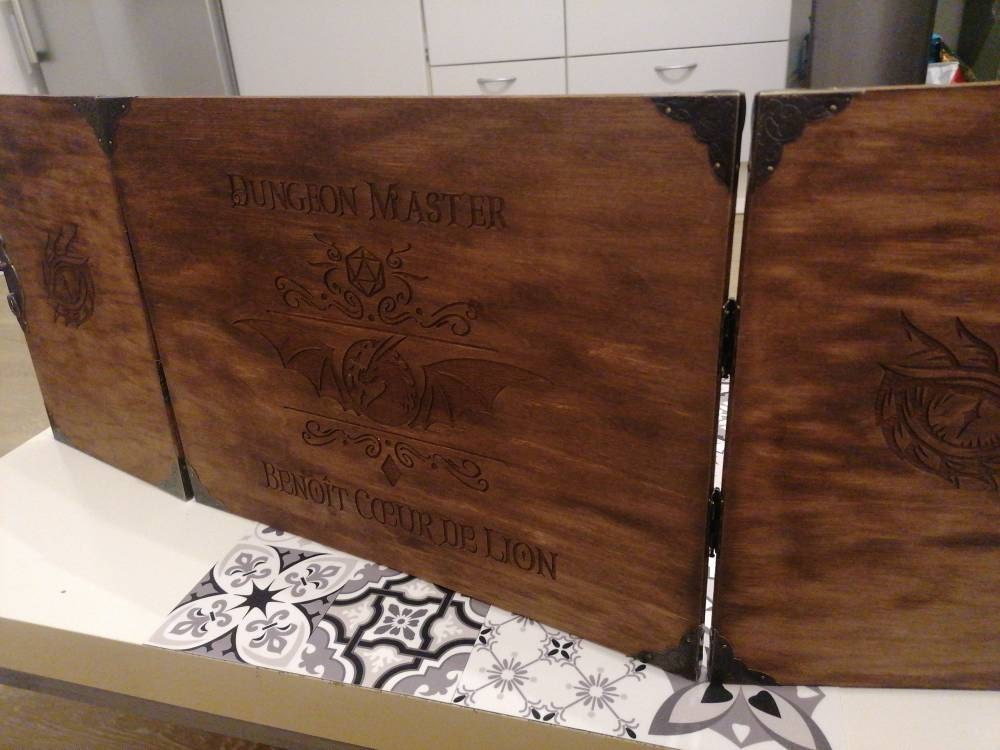 Dungeon Master
Benoît Cœur de Lion